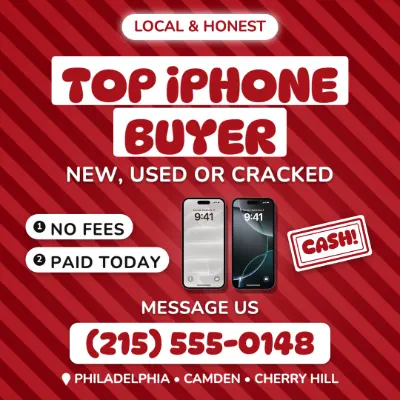 LOCAL & HONEST
TOP iPHONE
BUYER
NEW, USED OR CRACKED
1 NO FEES
2 PAID TODAY
9:41
9:41
CASH!
MESSAGE US
(215) 555-0148
PHILADELPHIA • CAMDEN • CHERRY HILL